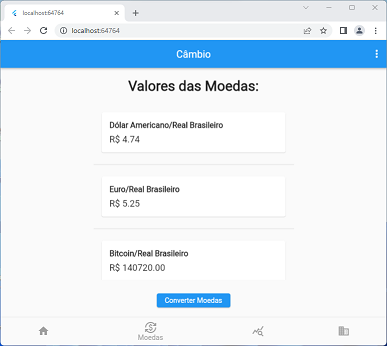 localhost:64764
localhost:64764
Câmbio
Valores das Moedas:
Dólar Americano/Real Brasileiro
R$ 4.74
Euro/Real Brasileiro
R$ 5.25
Bitcoin/Real Brasileiro
R$ 140720.00
Converter Moedas
Moedas